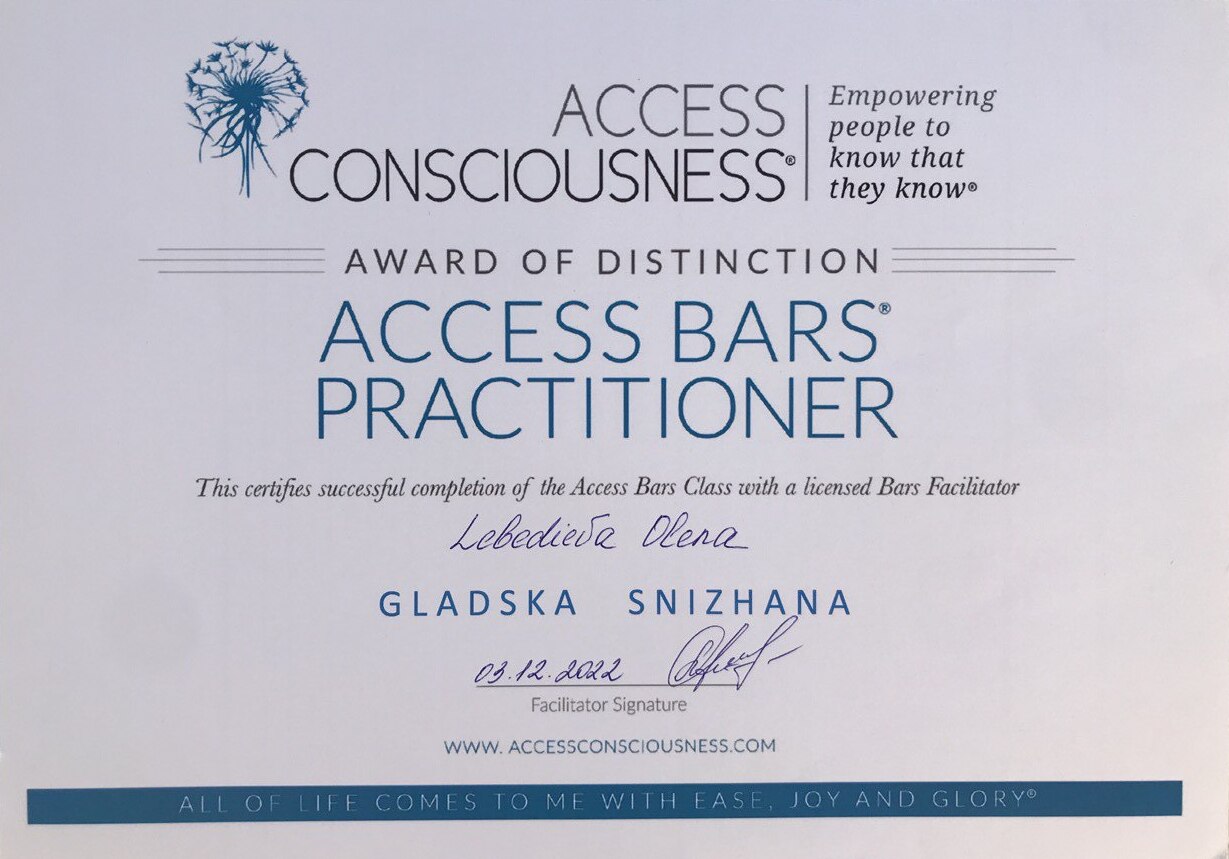 ACCESS
CONSCIOUSNESS®
Empowering
people to
know that
they know®
AWARD OF DISTINCTION
ACCESS BARS®
PRACTITIONER
This certifies successful completion of the Access Bars Class with a licensed Bars Facilitator
Lebedieva Olena
GLADSKA SNIZHANA
03.12.2022
Facilitator Signature
WWW. ACCESSCONSCIOUSNESS.COM
ALL OF LIFE COMES TO ME WITH EASE, JOY AND GLORY®